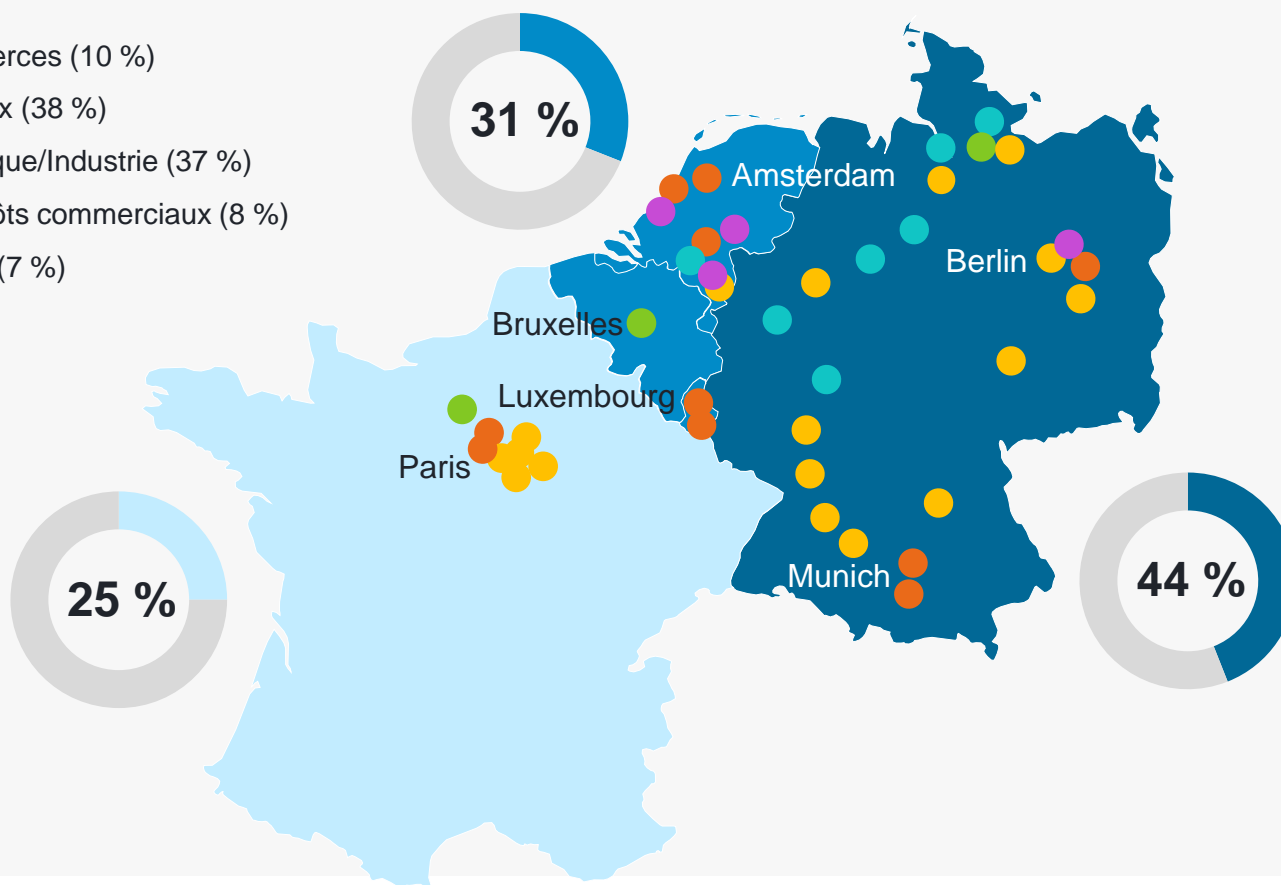 erces (10 %)
x (38 %)
que/Industrie (37 %)
ôts commerciaux (8 %)
(7 %)
31 %
Amsterdam
Berlin
Bruxelles
Luxembourg
Paris
25 %
Munich
44 %